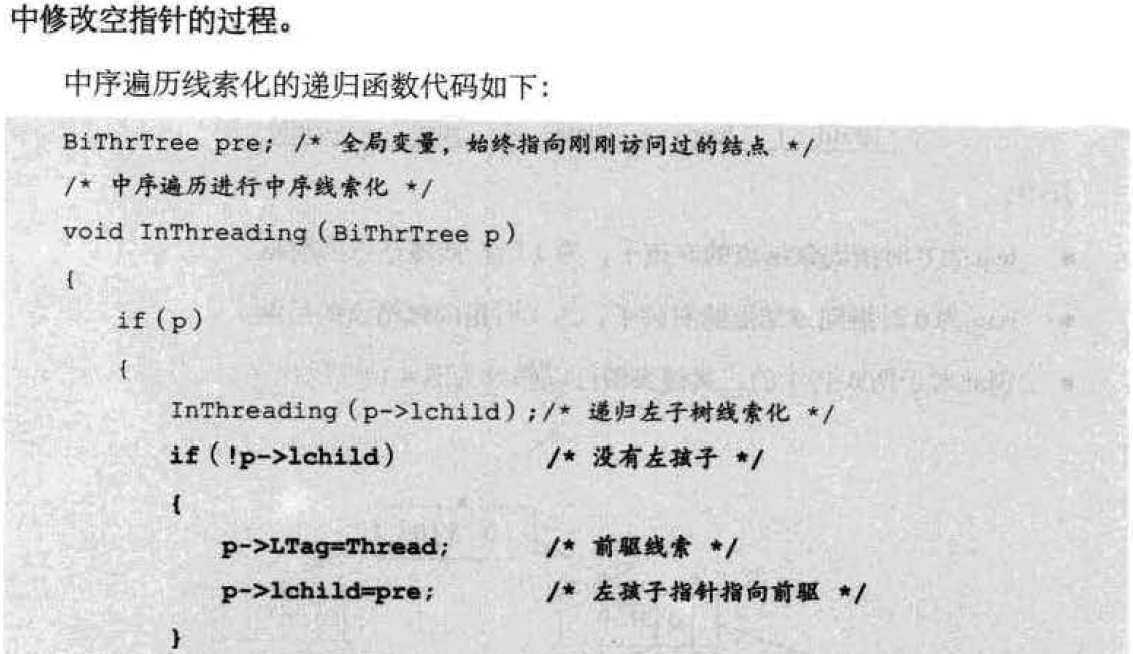 中修改空指针的过程。
中序遍历线索化的递归函数代码如下：
BiThrTree pre; /* 全局变量，始终指向刚刚访问过的结点 */
/* 中序遍历进行中序线索化 */
void InThreading(BiThrTree p)
{
if(p)
{
InThreading(p->lchild);/* 递归左子树线索化 */
if(!p->lchild) /* 没有左孩子 */
{
p->LTag=Thread; /* 前驱线索 */
p->lchild=pre; /* 左孩子指针指向前驱 */
}